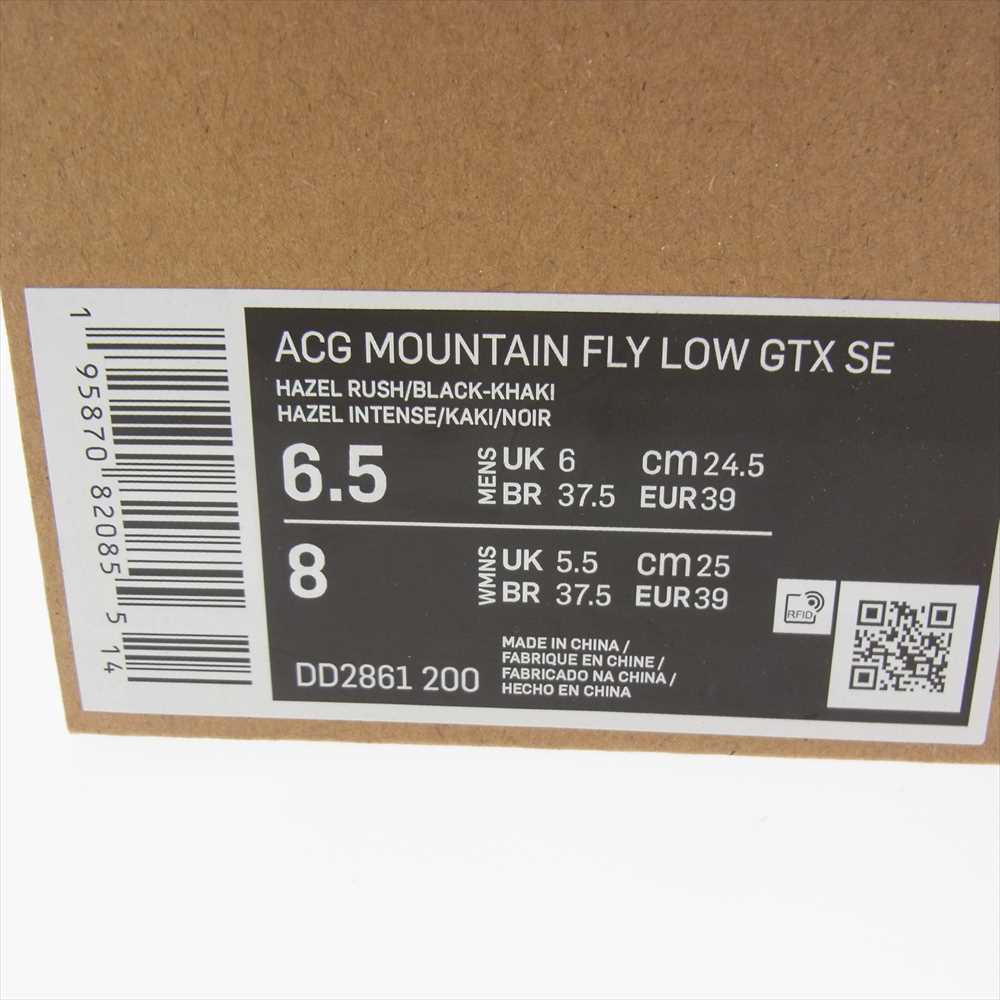 1 95870 82085 5 14
ACG MOUNTAIN FLY LOW GTX SE
HAZEL RUSH/BLACK-KHAKI
HAZEL INTENSE/KAKI/NOIR
6.5 MENS UK 6 cm 24.5
BR 37.5 EUR 39
8 WMNS UK 5.5 cm 25
BR 37.5 EUR 39
RFID
DD2861 200
MADE IN CHINA /
FABRIQUE EN CHINE /
FABRICADO NA CHINA /
HECHO EN CHINA